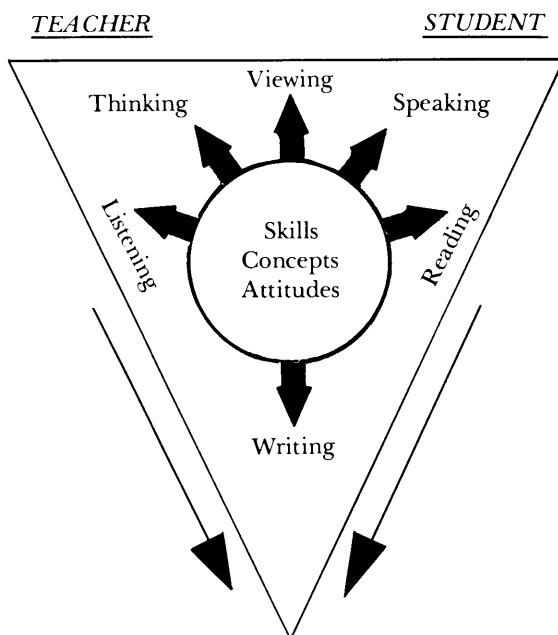 TEACHER
STUDENT
Viewing
Thinking
Speaking
Listening
Reading
Skills
Concepts
Attitudes
Writing